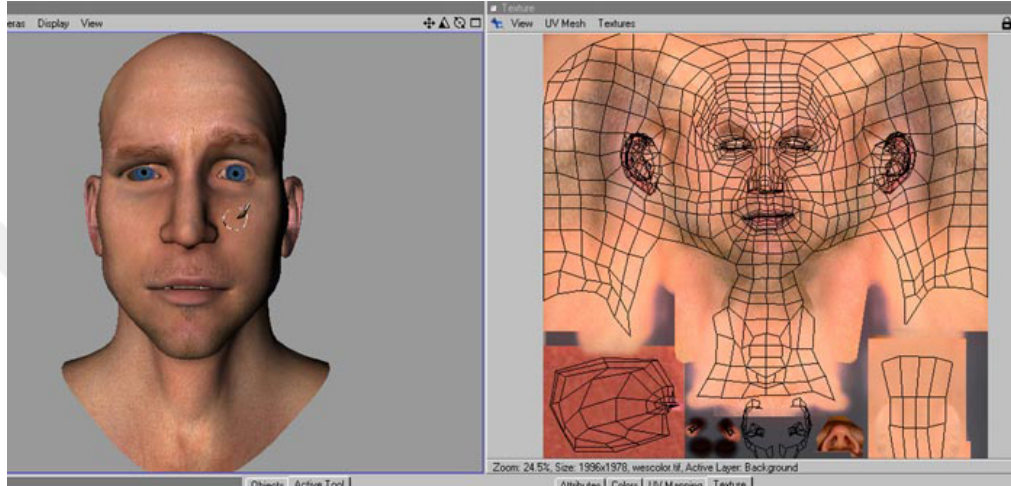 eras Display View
Texture
View UV Mesh Textures
Zoom: 24.5%, Size: 1996x1978, wescolor.tif, Active Layer: Background
Objects Active Tool
Attributes Colors UV Mapping Texture